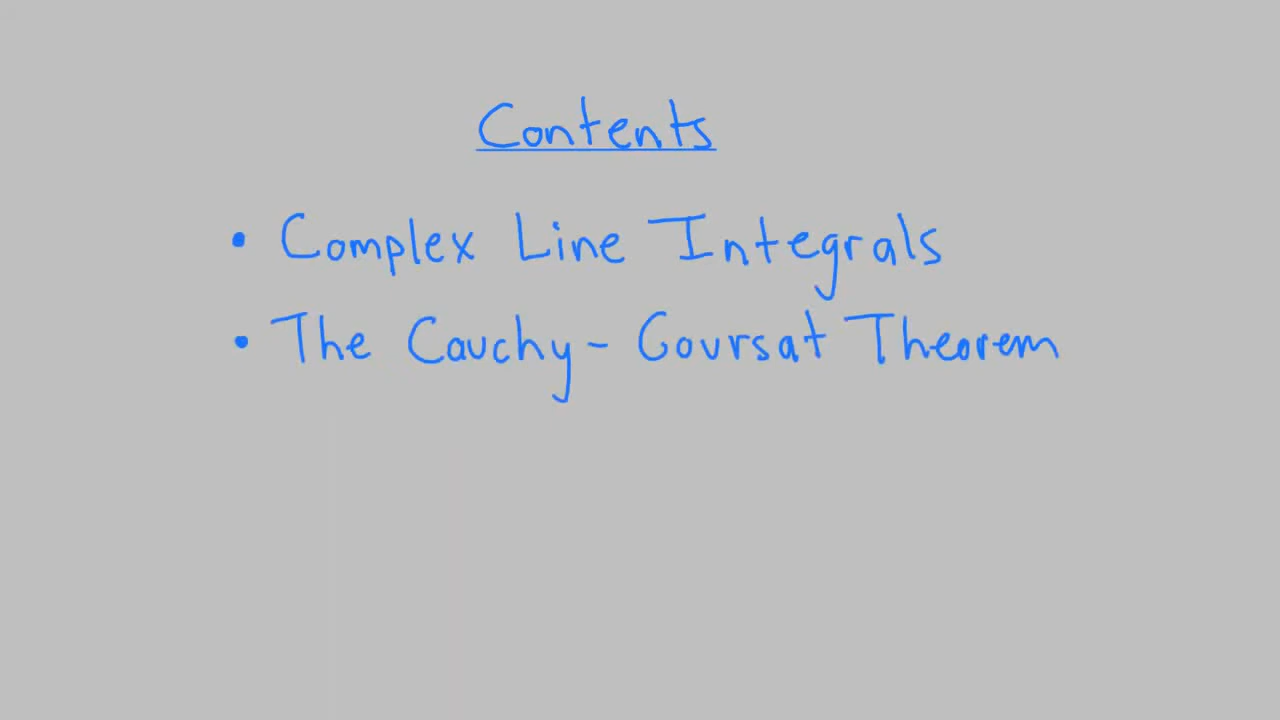 Contents
• Complex Line Integrals
• The Cauchy - Goursat Theorem